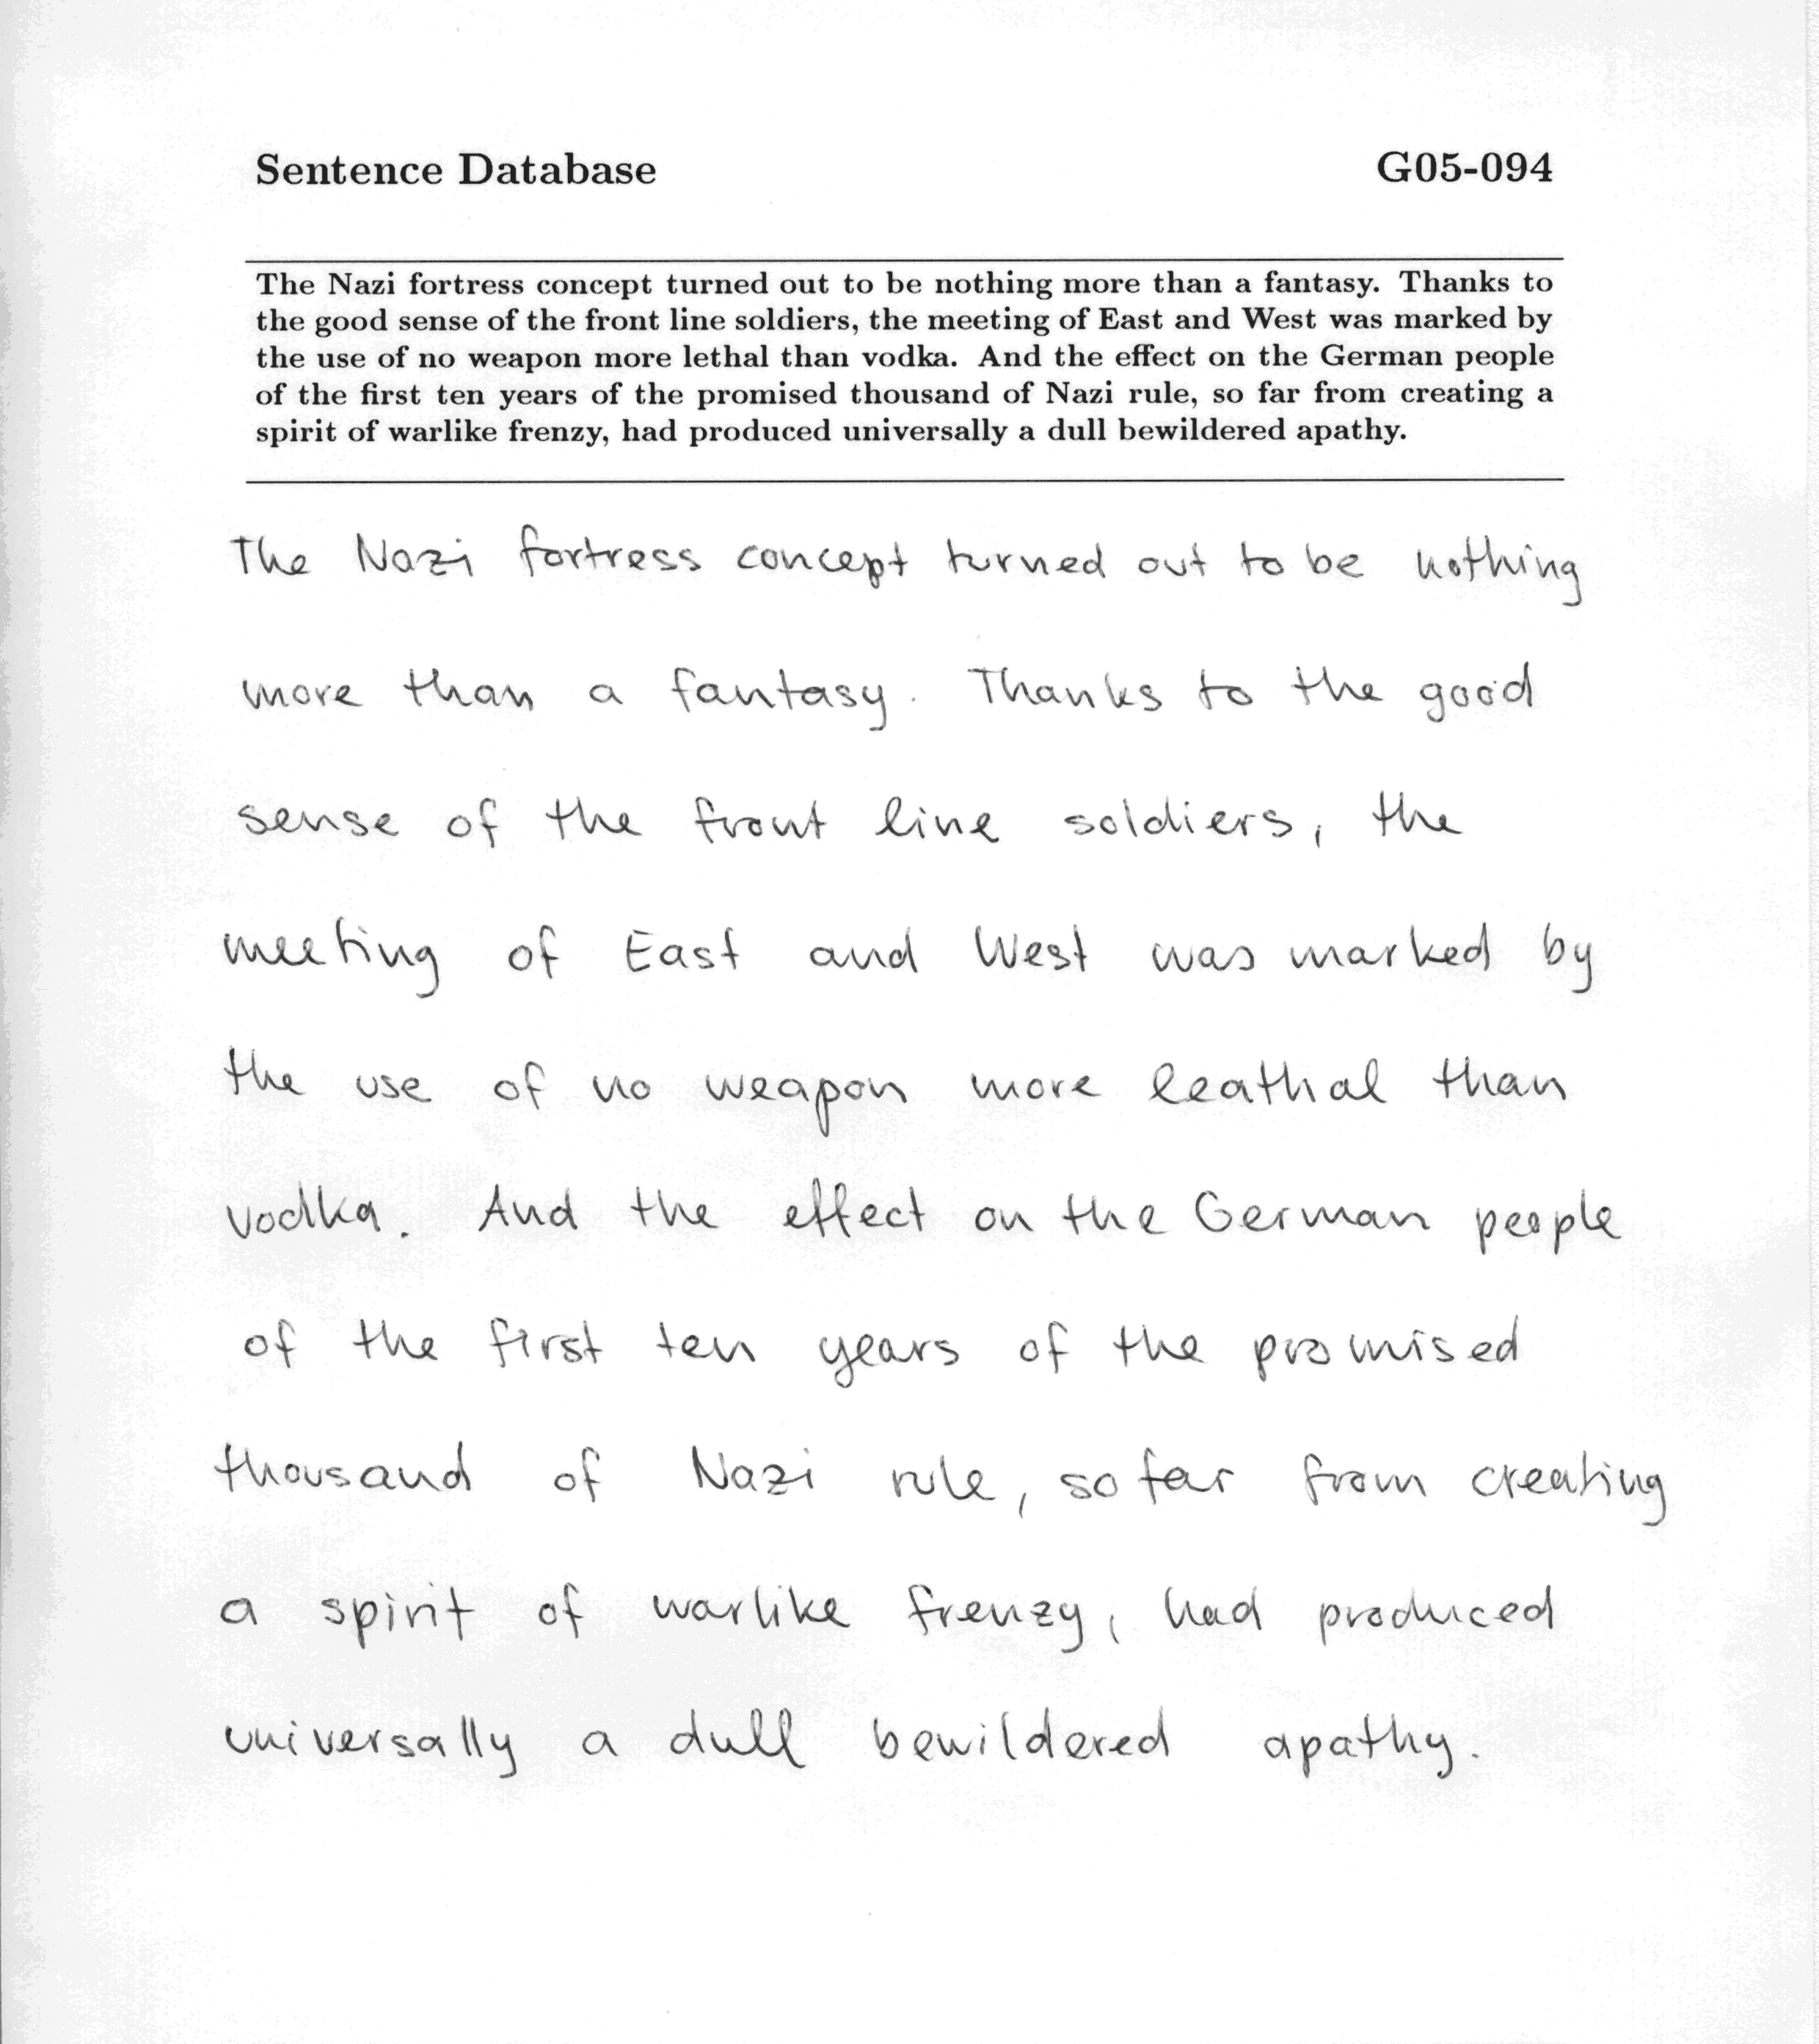 Sentence Database G05-094
The Nazi fortress concept turned out to be nothing more than a fantasy. Thanks to
the good sense of the front line soldiers, the meeting of East and West was marked by
the use of no weapon more lethal than vodka. And the effect on the German people
of the first ten years of the promised thousand of Nazi rule, so far from creating a
spirit of warlike frenzy, had produced universally a dull bewildered apathy.
The Nazi fortress concept turned out to be nothing
more than a fantasy. Thanks to the good
sense of the front line soldiers, the
meeting of East and West was marked by
the use of no weapon more leathal than
vodka. And the effect on the German people
of the first ten years of the promised
thousand of Nazi rule, so far from creating
a spirit of warlike frenzy, had produced
universally a dull bewildered apathy.